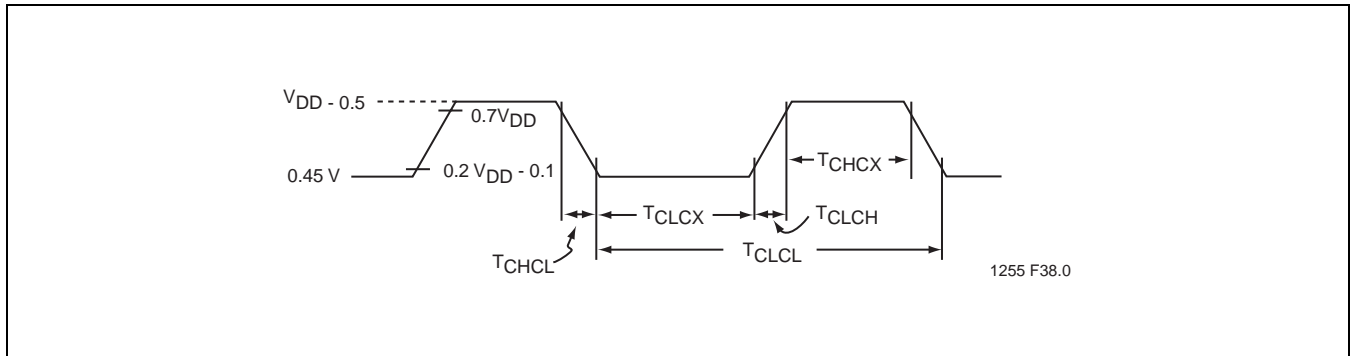 VDD - 0.5
0.7VDD
0.45 V
0.2 VDD - 0.1
TCHCX
TCLCX
TCLCH
TCHCL
TCLCL
1255 F38.0